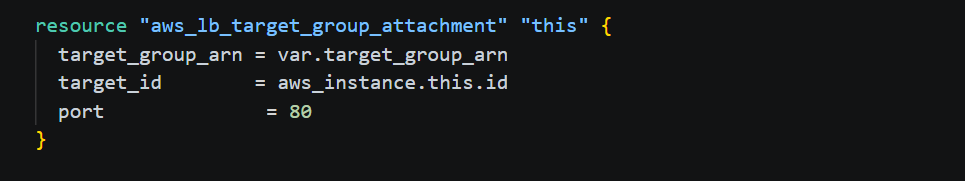 resource "aws_lb_target_group_attachment" "this" {
  target_group_arn = var.target_group_arn
  target_id        = aws_instance.this.id
  port              = 80
}